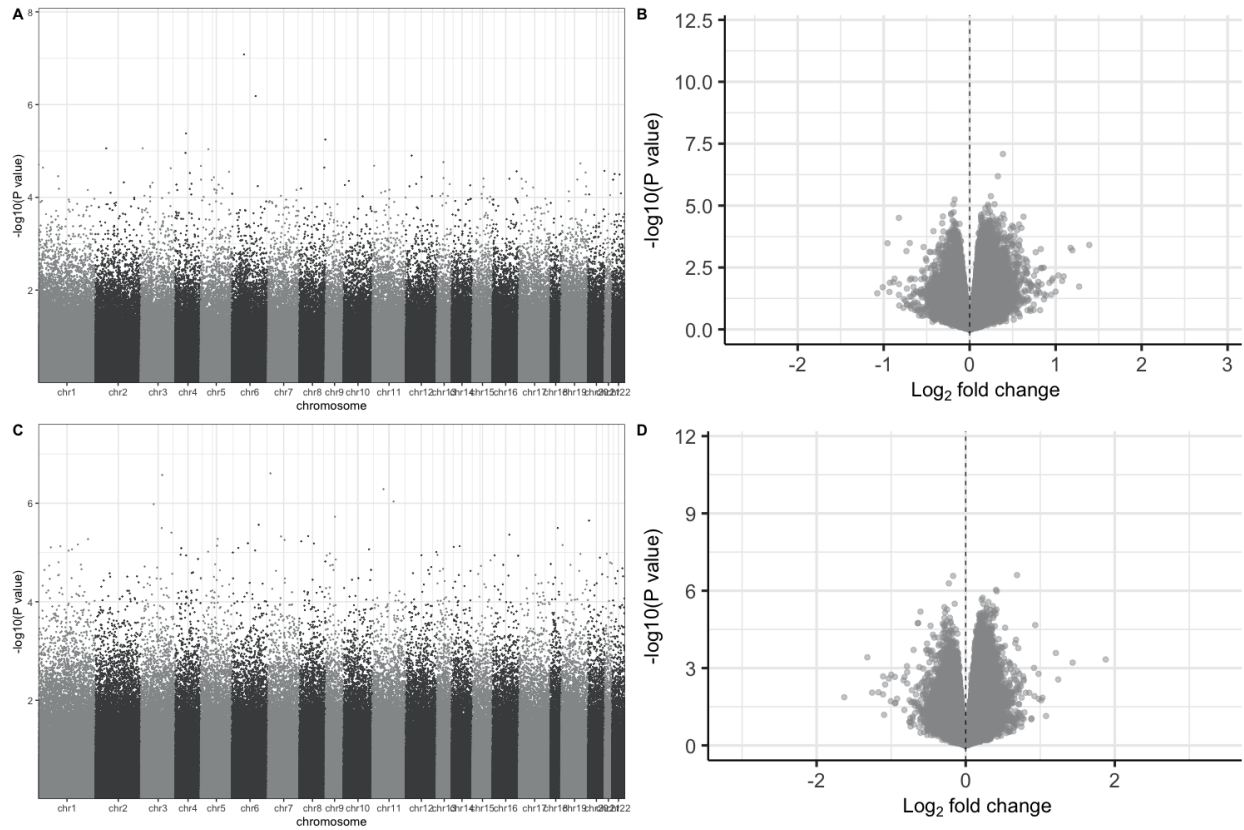 A
8
6
4
2
-log10(P value)
chr1 chr2 chr3 chr4 chr5 chr6 chr7 chr8 chr9 chr10 chr11 chr12 chr13 chr14 chr15 chr16 chr17 chr18 chr19 chr20 chr21 chr22
chromosome
B
12.5
10.0
7.5
5.0
2.5
0.0
-log10(P value)
-2 -1 0 1 2 3
Log2 fold change
C
6
4
2
-log10(P value)
chr1 chr2 chr3 chr4 chr5 chr6 chr7 chr8 chr9 chr10 chr11 chr12 chr13 chr14 chr15 chr16 chr17 chr18 chr19 chr20 chr21 chr22
chromosome
D
12
9
6
3
0
-log10(P value)
-2 0 2
Log2 fold change